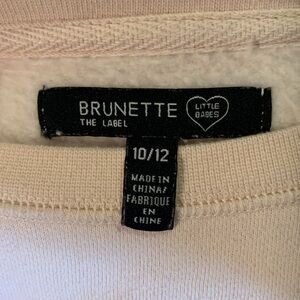 BRUNETTE
THE LABEL
LITTLE
BABES
10/12
MADE IN
CHINA/
FABRIQUE
EN
CHINE